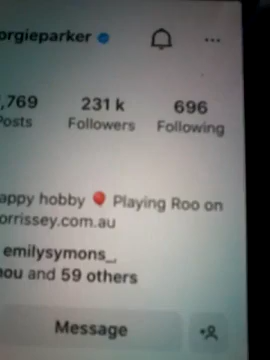 orgieparker
,769 231 k 696
Posts Followers Following
appy hobby Playing Roo on
orrissey.com.au
emilysymons_,
ou and 59 others
Message